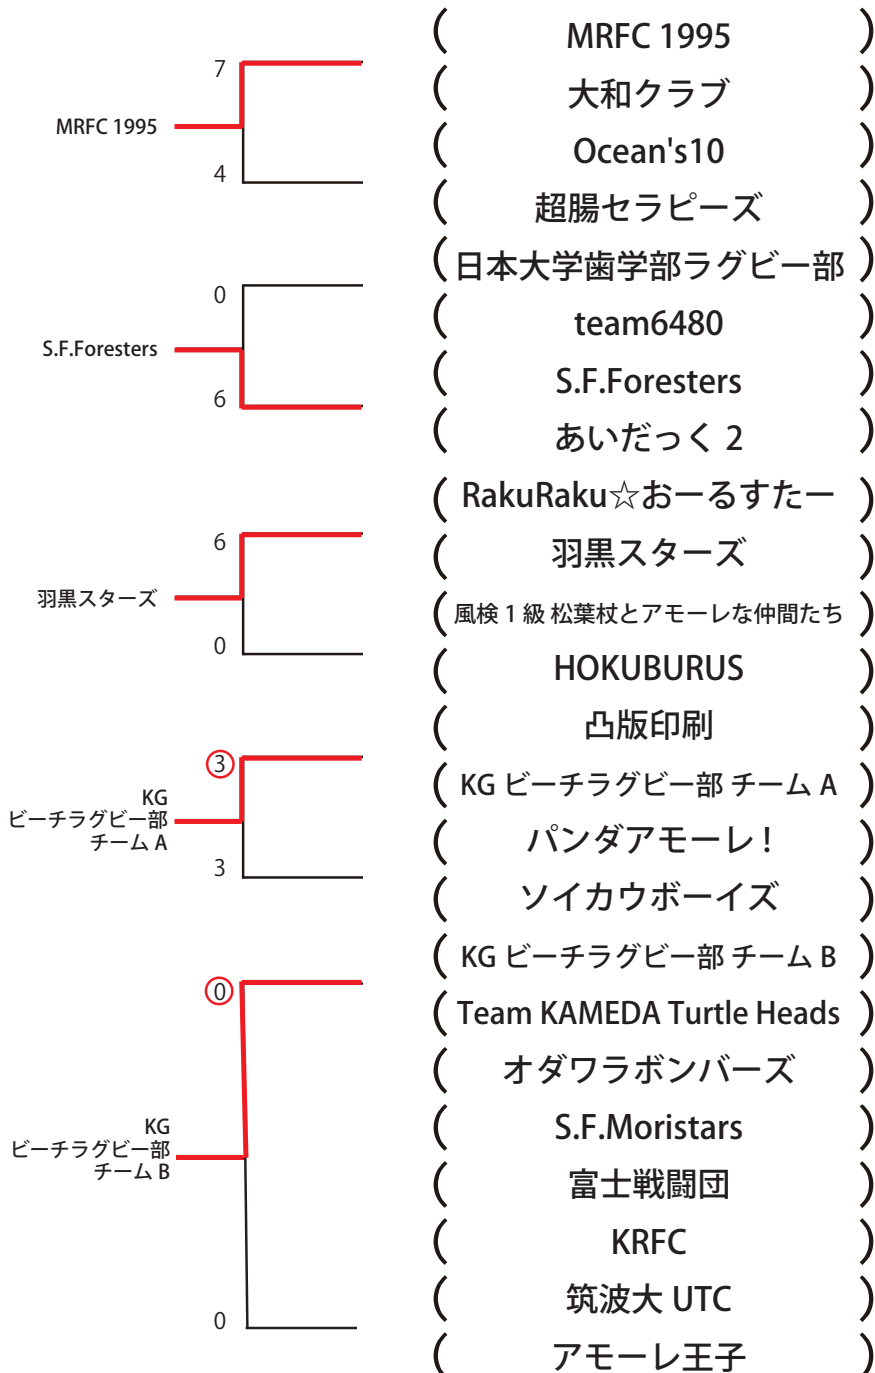 7
MRFC 1995
4
0
S.F.Foresters
6
6
羽黒スターズ
0
③
KG
ビーチラグビー部
チーム A
3
⓪
KG
ビーチラグビー部
チーム B
0
( MRFC 1995 )
( 大和クラブ )
( Ocean's10 )
( 超腸セラピーズ )
( 日本大学歯学部ラグビー部 )
( team6480 )
( S.F.Foresters )
( あいだっく 2 )
( RakuRaku☆おーるすたー )
( 羽黒スターズ )
( 風検 1 級 松葉杖とアモーレな仲間たち )
( HOKUBURUS )
( 凸版印刷 )
( KG ビーチラグビー部 チーム A )
( パンダアモーレ! )
( ソイカウボーイズ )
( KG ビーチラグビー部 チーム B )
( Team KAMEDA Turtle Heads )
( オダワラボンバーズ )
( S.F.Moristars )
( 富士戦闘団 )
( KRFC )
( 筑波大 UTC )
( アモーレ王子 )